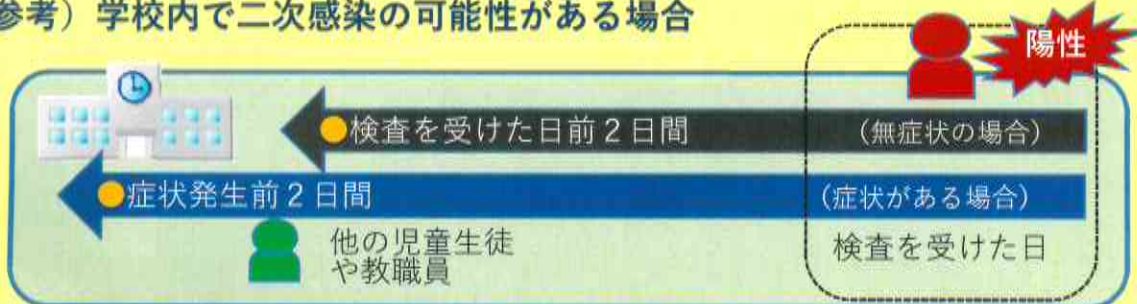 参考）学校内で二次感染の可能性がある場合
陽性
●検査を受けた日前２日間　（無症状の場合）
●症状発生前２日間　（症状がある場合）
他の児童生徒
や教職員
検査を受けた日